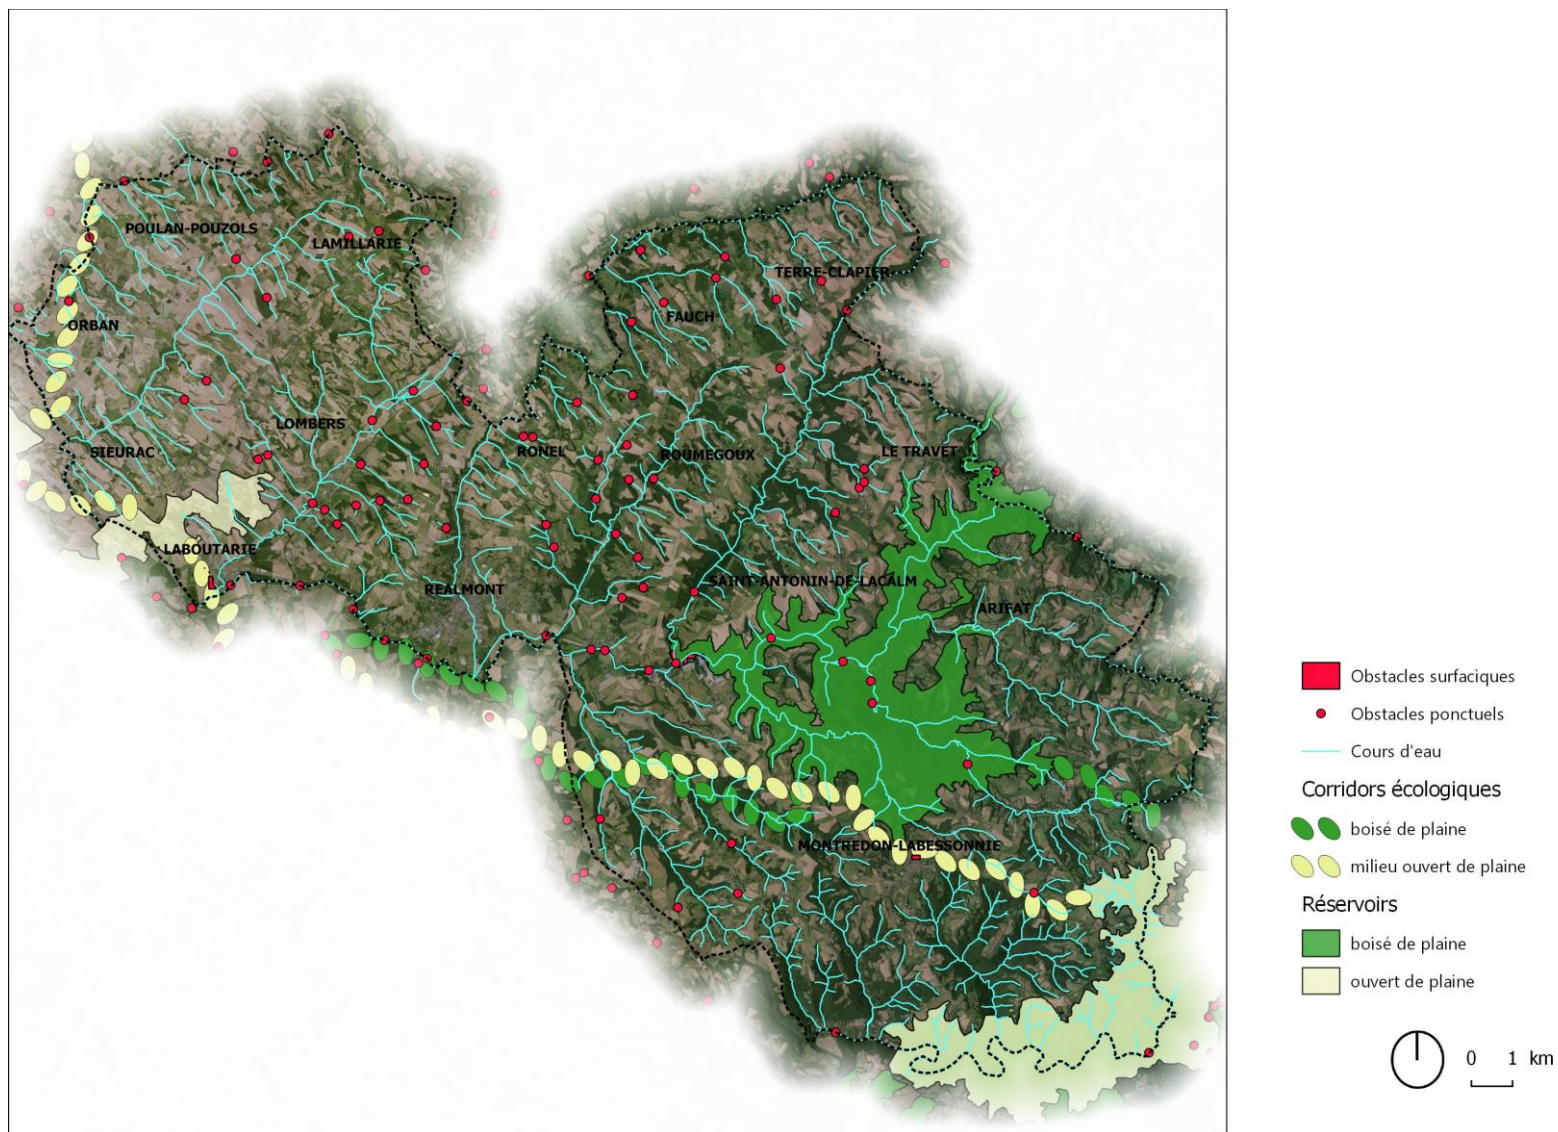 POULAN-POUZOLS
LAMILLARIE
TERRE-CLAPIER
FAUCH
ORBAN
LOMBERS
SIEURAC
RONEL
ROUMEGOUX
LE TRAVET
LABOUTARIE
REALMONT
SAINT-ANTONIN-DE-LACALM
ARIFAT
MONTREDON-LABESSONNIE
Obstacles surfaciques
Obstacles ponctuels
Cours d'eau
Corridors écologiques
boisé de plaine
milieu ouvert de plaine
Réservoirs
boisé de plaine
ouvert de plaine
0 1 km